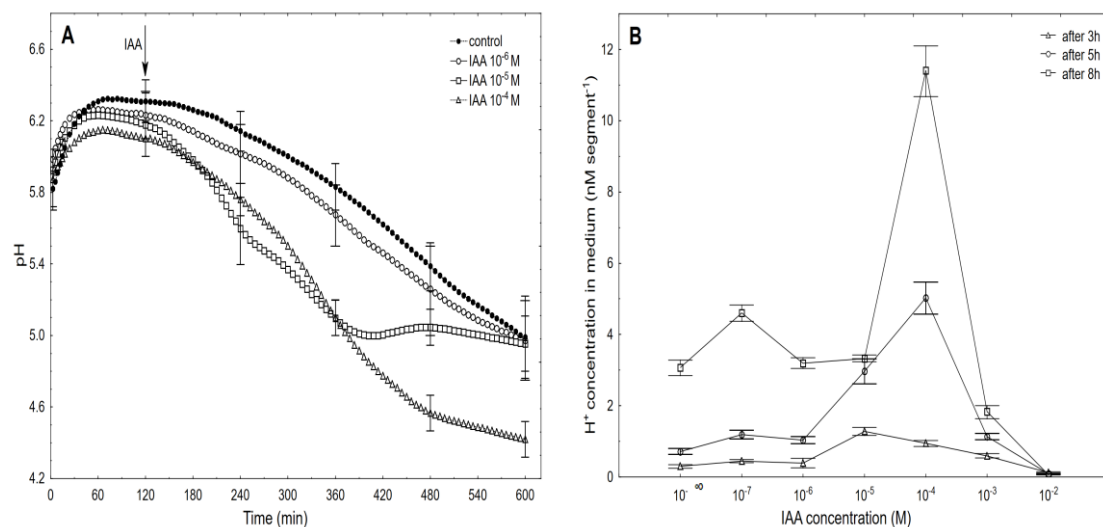 A
IAA
control
IAA 10⁻⁶ M
IAA 10⁻⁵ M
IAA 10⁻⁴ M
pH
6.6
6.2
5.8
5.4
5.0
4.6
4.2
0 60 120 180 240 300 360 420 480 540 600
Time (min)
B
after 3h
after 5h
after 8h
H⁺ concentration in medium (nM segment⁻¹)
12
10
8
6
4
2
0
10⁻ ∞ 10⁻⁷ 10⁻⁶ 10⁻⁵ 10⁻⁴ 10⁻³ 10⁻²
IAA concentration (M)